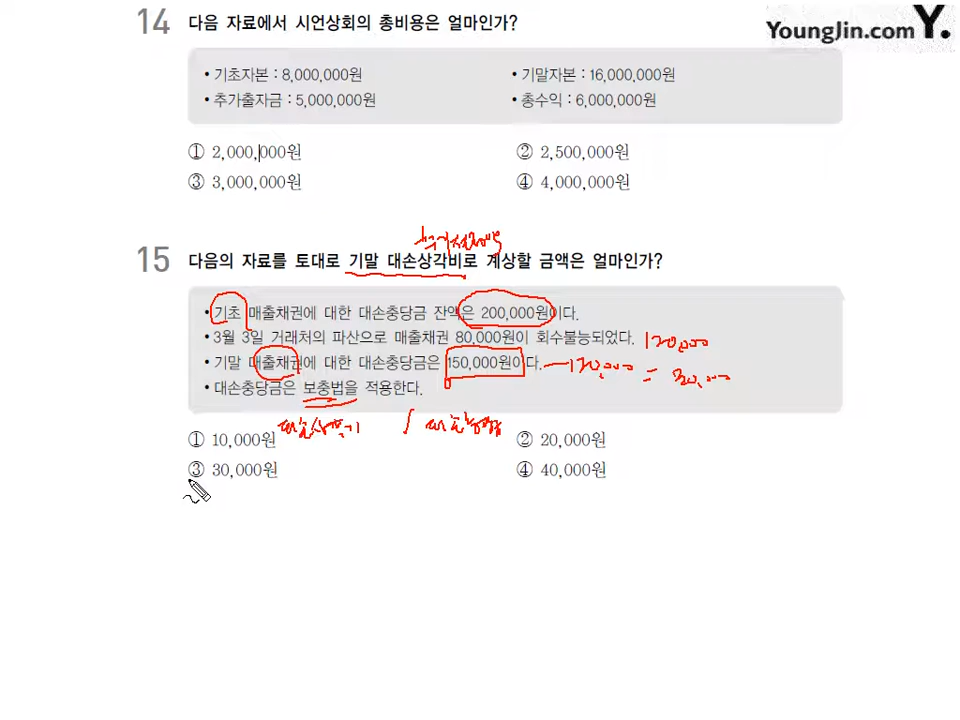 14 다음 자료에서 시언상회의 총비용은 얼마인가?
YoungJin.com Y.
• 기초자본 : 8,000,000원 • 기말자본 : 16,000,000원
• 추가출자금 : 5,000,000원 • 총수익 : 6,000,000원
① 2,000,000원 ② 2,500,000원
③ 3,000,000원 ④ 4,000,000원
15 다음의 자료를 토대로 기말 대손상각비로 계상할 금액은 얼마인가?
• 기초 매출채권에 대한 대손충당금 잔액은 200,000원이다.
• 3월 3일 거래처의 파산으로 매출채권 80,000원이 회수불능되었다. 120,000
• 기말 매출채권에 대한 대손충당금은 150,000원이다. - 120,000 = 30,000
• 대손충당금은 보충법을 적용한다.
① 10,000원 ② 20,000원
③ 30,000원 ④ 40,000원